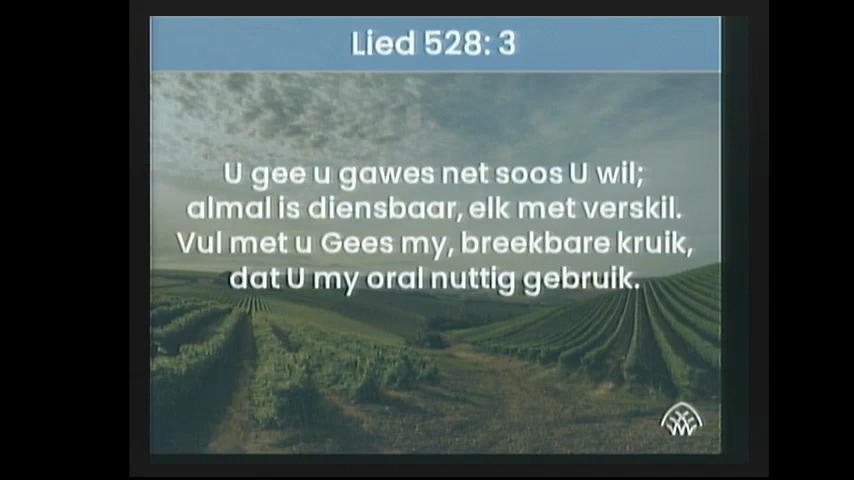 Lied 528: 3
U gee u gawes net soos U wil;
almal is diensbaar, elk met verskil.
Vul met u Gees my, breekbare kruik,
dat U my oral nuttig gebruik.